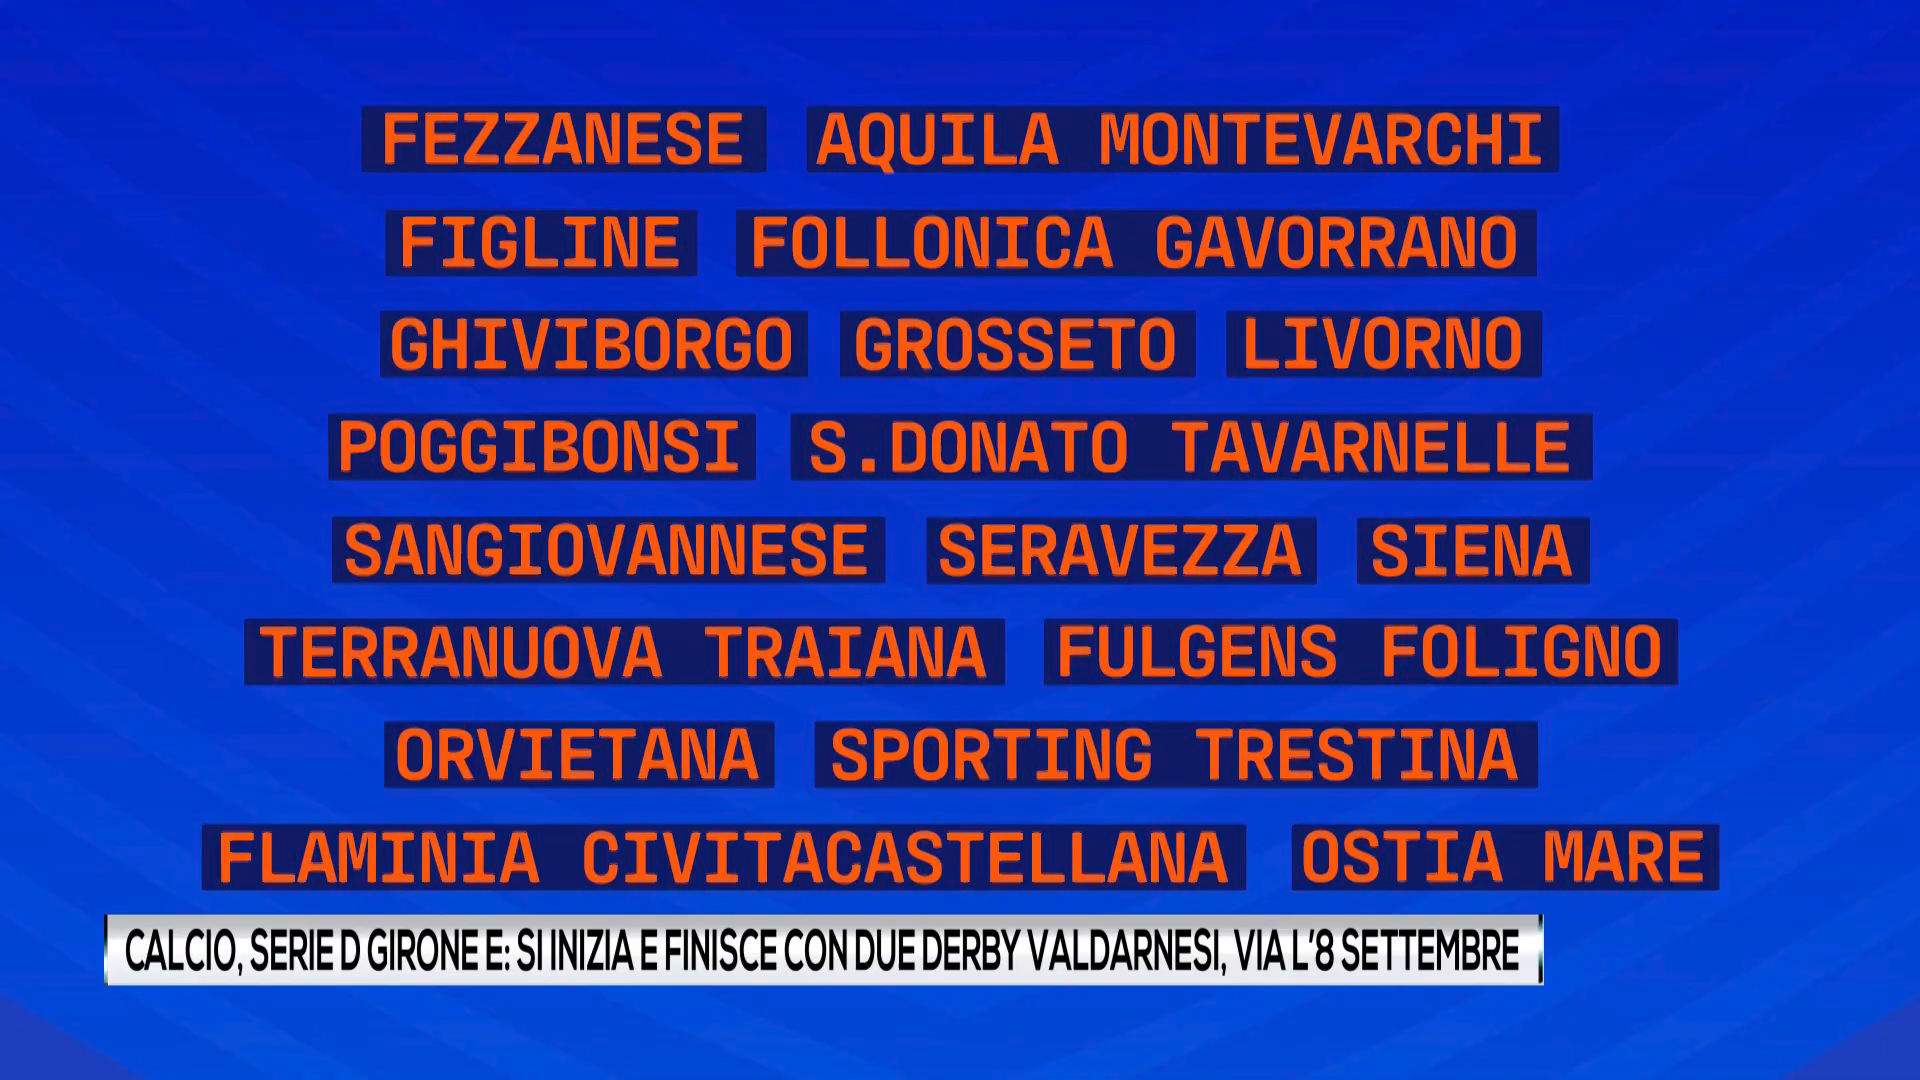 FEZZANESE AQUILA MONTEVARCHI
FIGLINE FOLLONICA GAVORRANO
GHIVIBORGO GROSSETO LIVORNO
POGGIBONSI S.DONATO TAVARNELLE
SANGIOVANNESE SERAVEZZA SIENA
TERRANUOVA TRAIANA FULGENS FOLIGNO
ORVIETANA SPORTING TRESTINA
FLAMINIA CIVITACASTELLANA OSTIA MARE
CALCIO, SERIE D GIRONE E: SI INIZIA E FINISCE CON DUE DERBY VALDARNESI, VIA L'8 SETTEMBRE